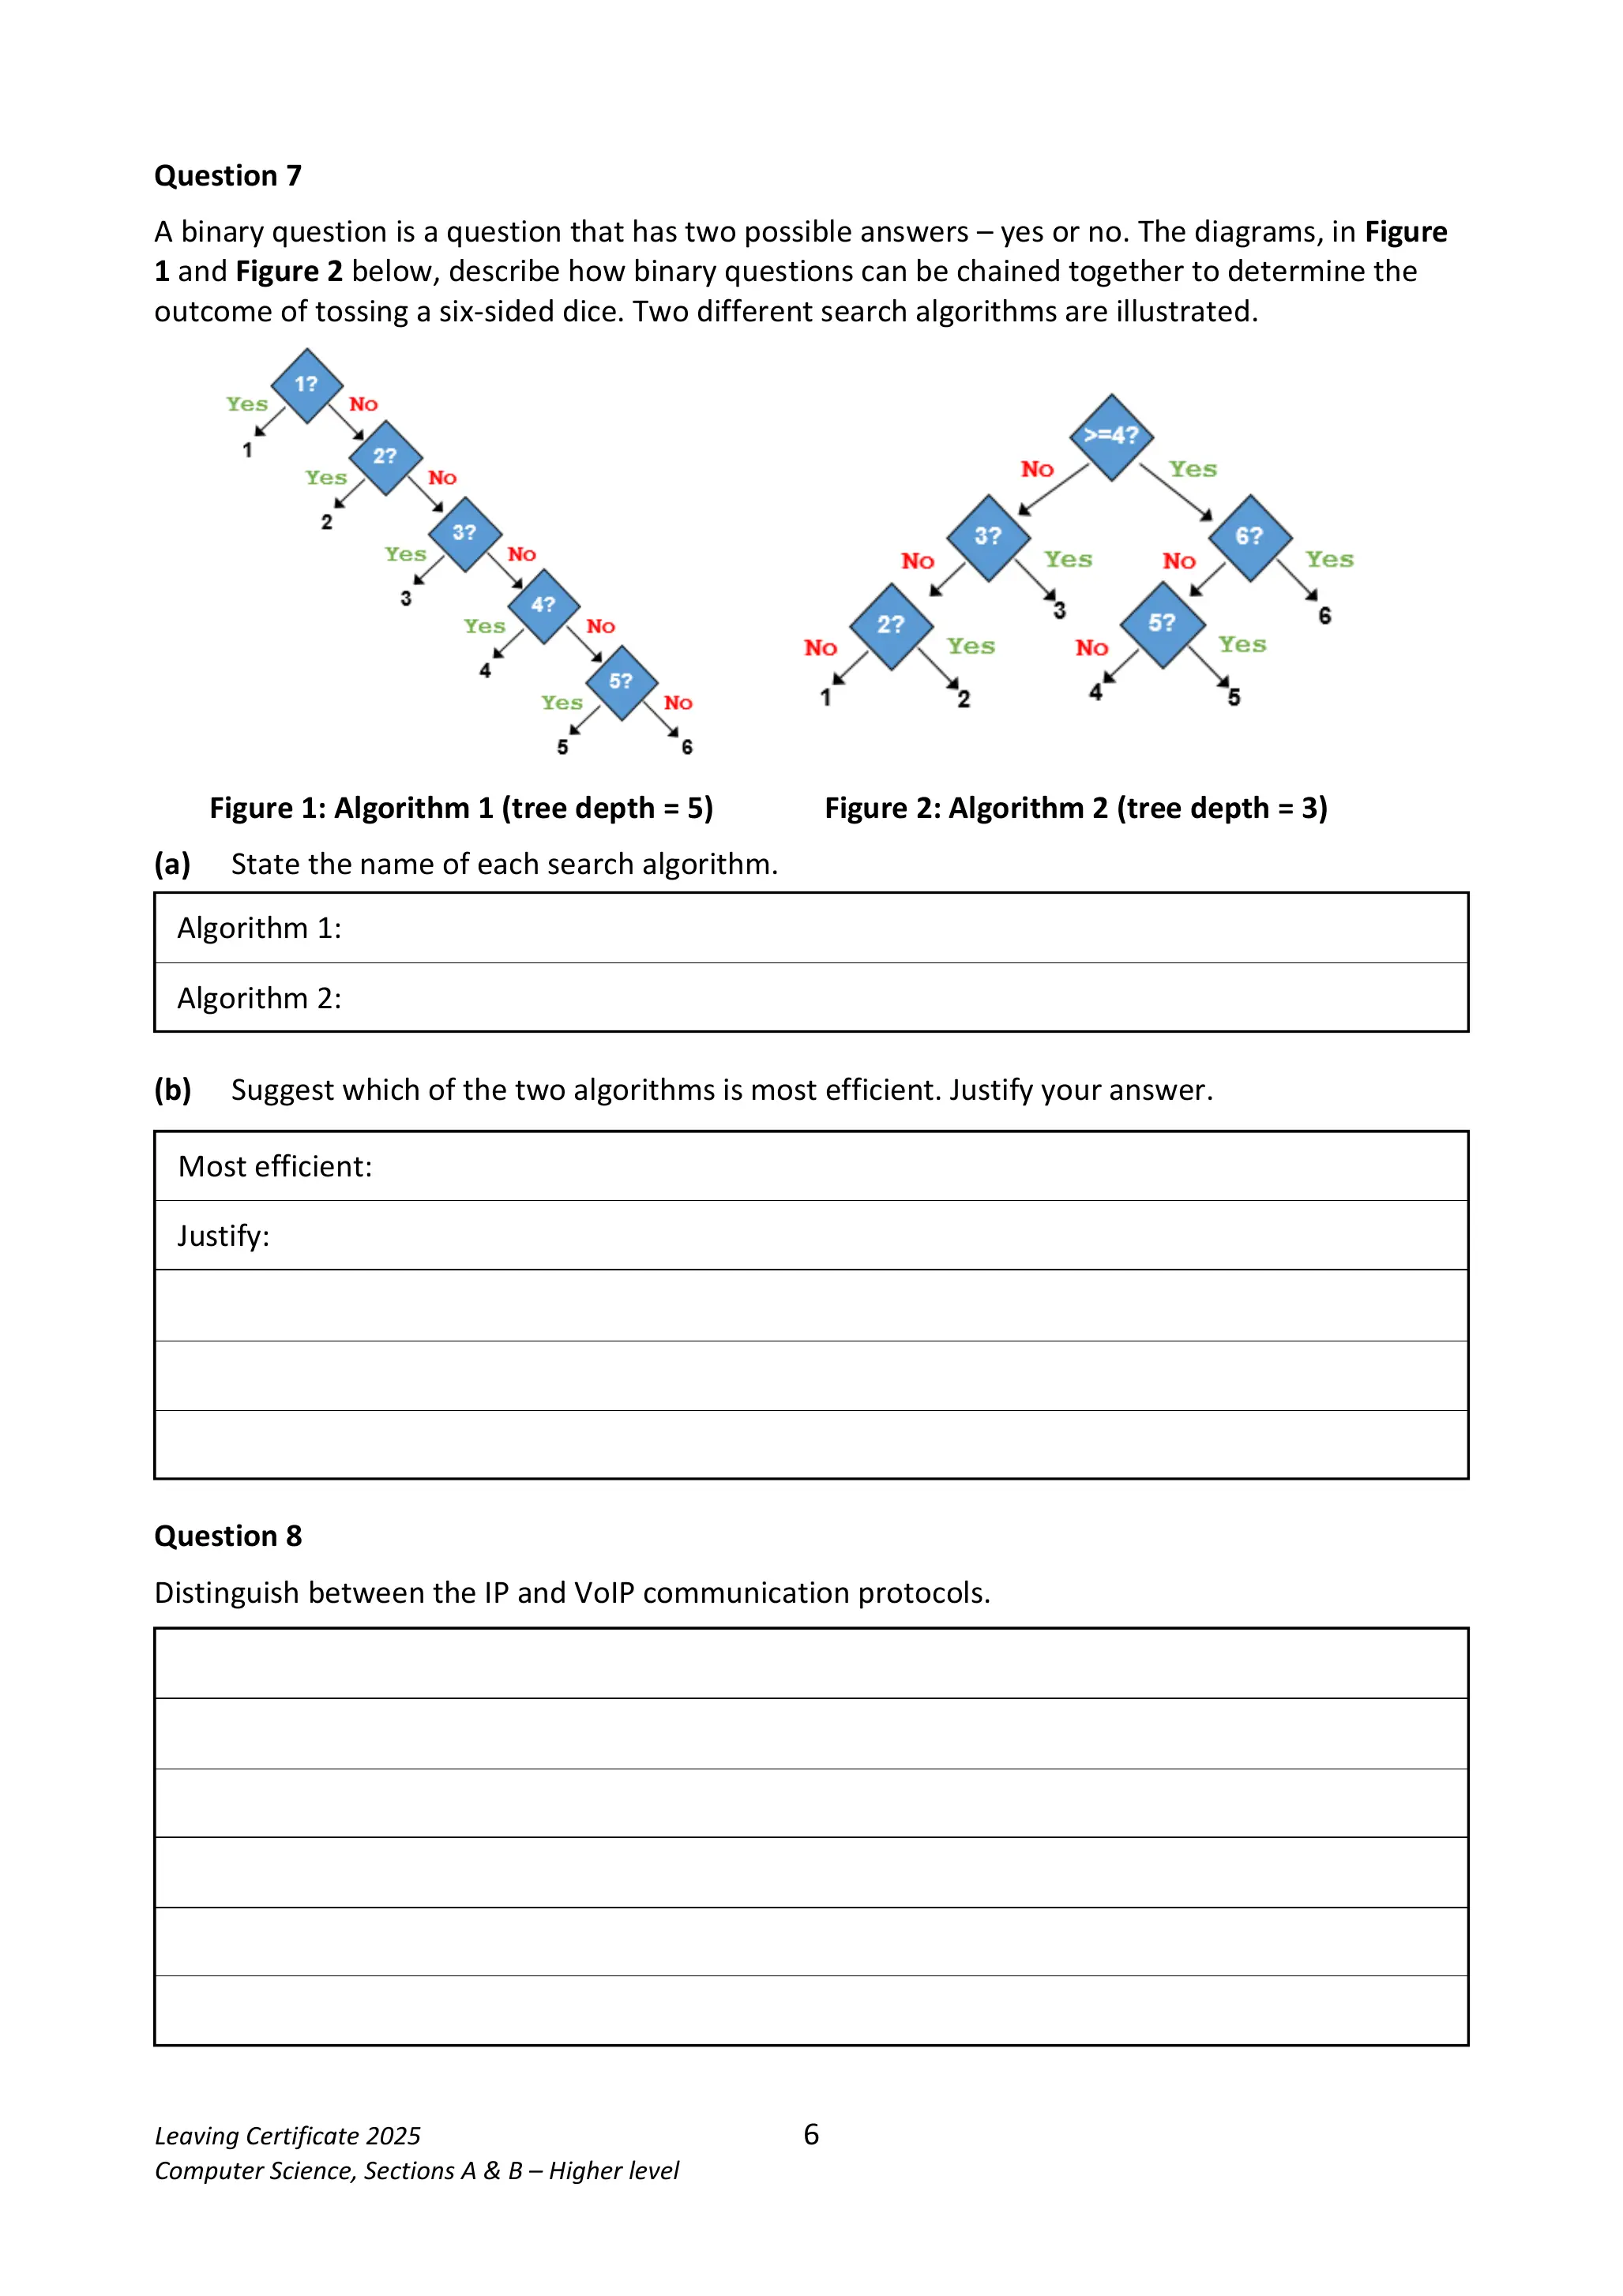 Question 7
A binary question is a question that has two possible answers – yes or no. The diagrams, in Figure
1 and Figure 2 below, describe how binary questions can be chained together to determine the
outcome of tossing a six-sided dice. Two different search algorithms are illustrated.
1?
Yes No
1
2?
Yes No
2
3?
Yes No
3
4?
Yes No
4
5?
Yes No
5 6
>=4?
No Yes
3? 6?
No Yes No Yes
3 6
2? 5?
No Yes No Yes
1 2 4 5
Figure 1: Algorithm 1 (tree depth = 5) Figure 2: Algorithm 2 (tree depth = 3)
(a) State the name of each search algorithm.
Algorithm 1:
Algorithm 2:
(b) Suggest which of the two algorithms is most efficient. Justify your answer.
Most efficient:
Justify:
Question 8
Distinguish between the IP and VoIP communication protocols.
Leaving Certificate 2025 6
Computer Science, Sections A & B – Higher level